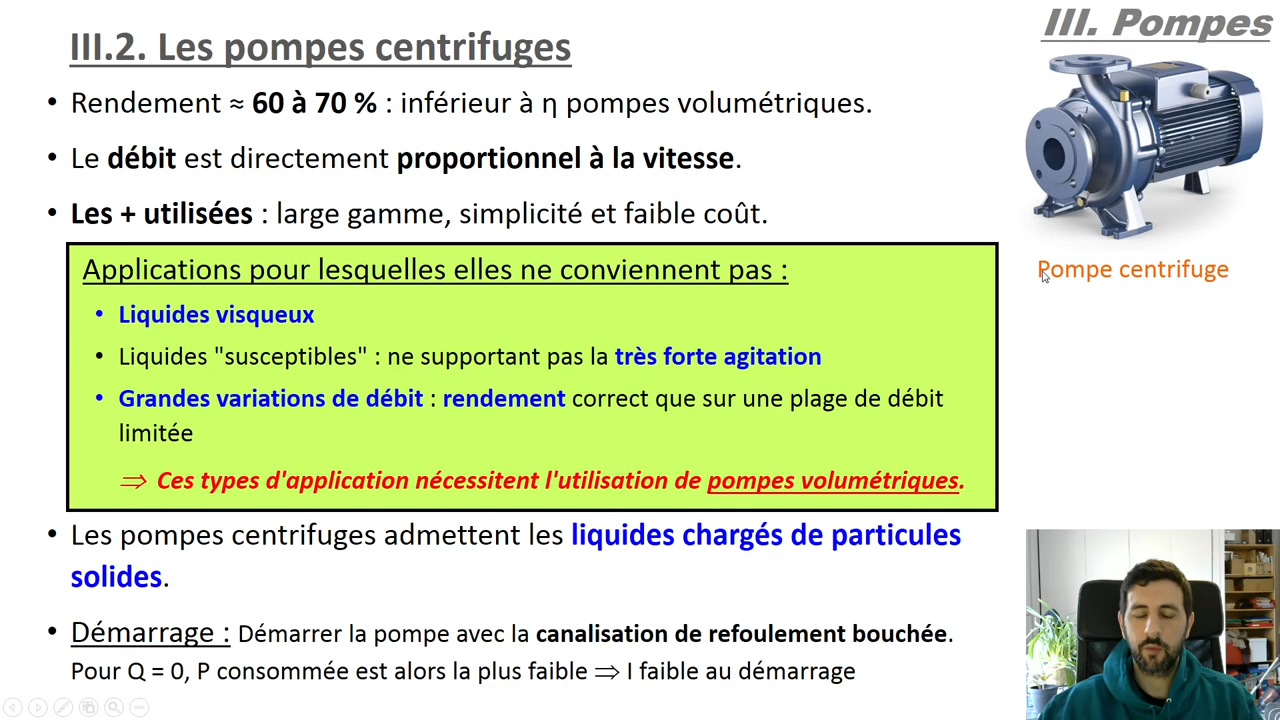 III. Pompes
III.2. Les pompes centrifuges
• Rendement ≈ 60 à 70 % : inférieur à η pompes volumétriques.
• Le débit est directement proportionnel à la vitesse.
• Les + utilisées : large gamme, simplicité et faible coût.
Applications pour lesquelles elles ne conviennent pas :
• Liquides visqueux
• Liquides "susceptibles" : ne supportant pas la très forte agitation
• Grandes variations de débit : rendement correct que sur une plage de débit
limitée
⇒ Ces types d'application nécessitent l'utilisation de pompes volumétriques.
Pompe centrifuge
• Les pompes centrifuges admettent les liquides chargés de particules
solides.
• Démarrage : Démarrer la pompe avec la canalisation de refoulement bouchée.
Pour Q = 0, P consommée est alors la plus faible ⇒ I faible au démarrage